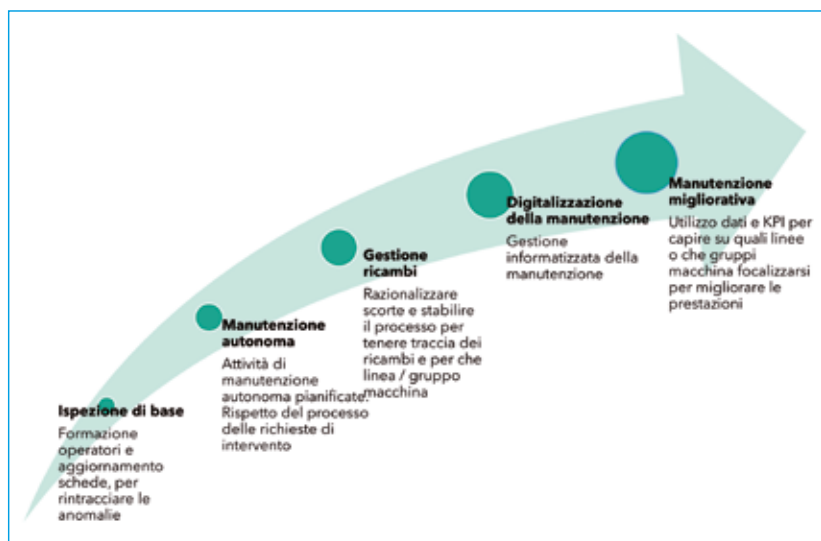 Ispezione di base
Formazione
operatori e
aggiornamento
schede, per
rintracciare le
anomalie
Manutenzione
autonoma
Attività di
manutenzione
autonoma pianificate.
Rispetto del processo
delle richieste di
intervento
Gestione
ricambi
Razionalizzare
scorte e stabilire
il processo per
tenere traccia dei
ricambi e per che
linea / gruppo
macchina
Digitalizzazione
della manutenzione
Gestione
informatizzata della
manutenzione
Manutenzione
migliorativa
Utilizzo dati e KPI per
capire su quali linee
o che gruppi
macchina focalizzarsi
per migliorare le
prestazioni